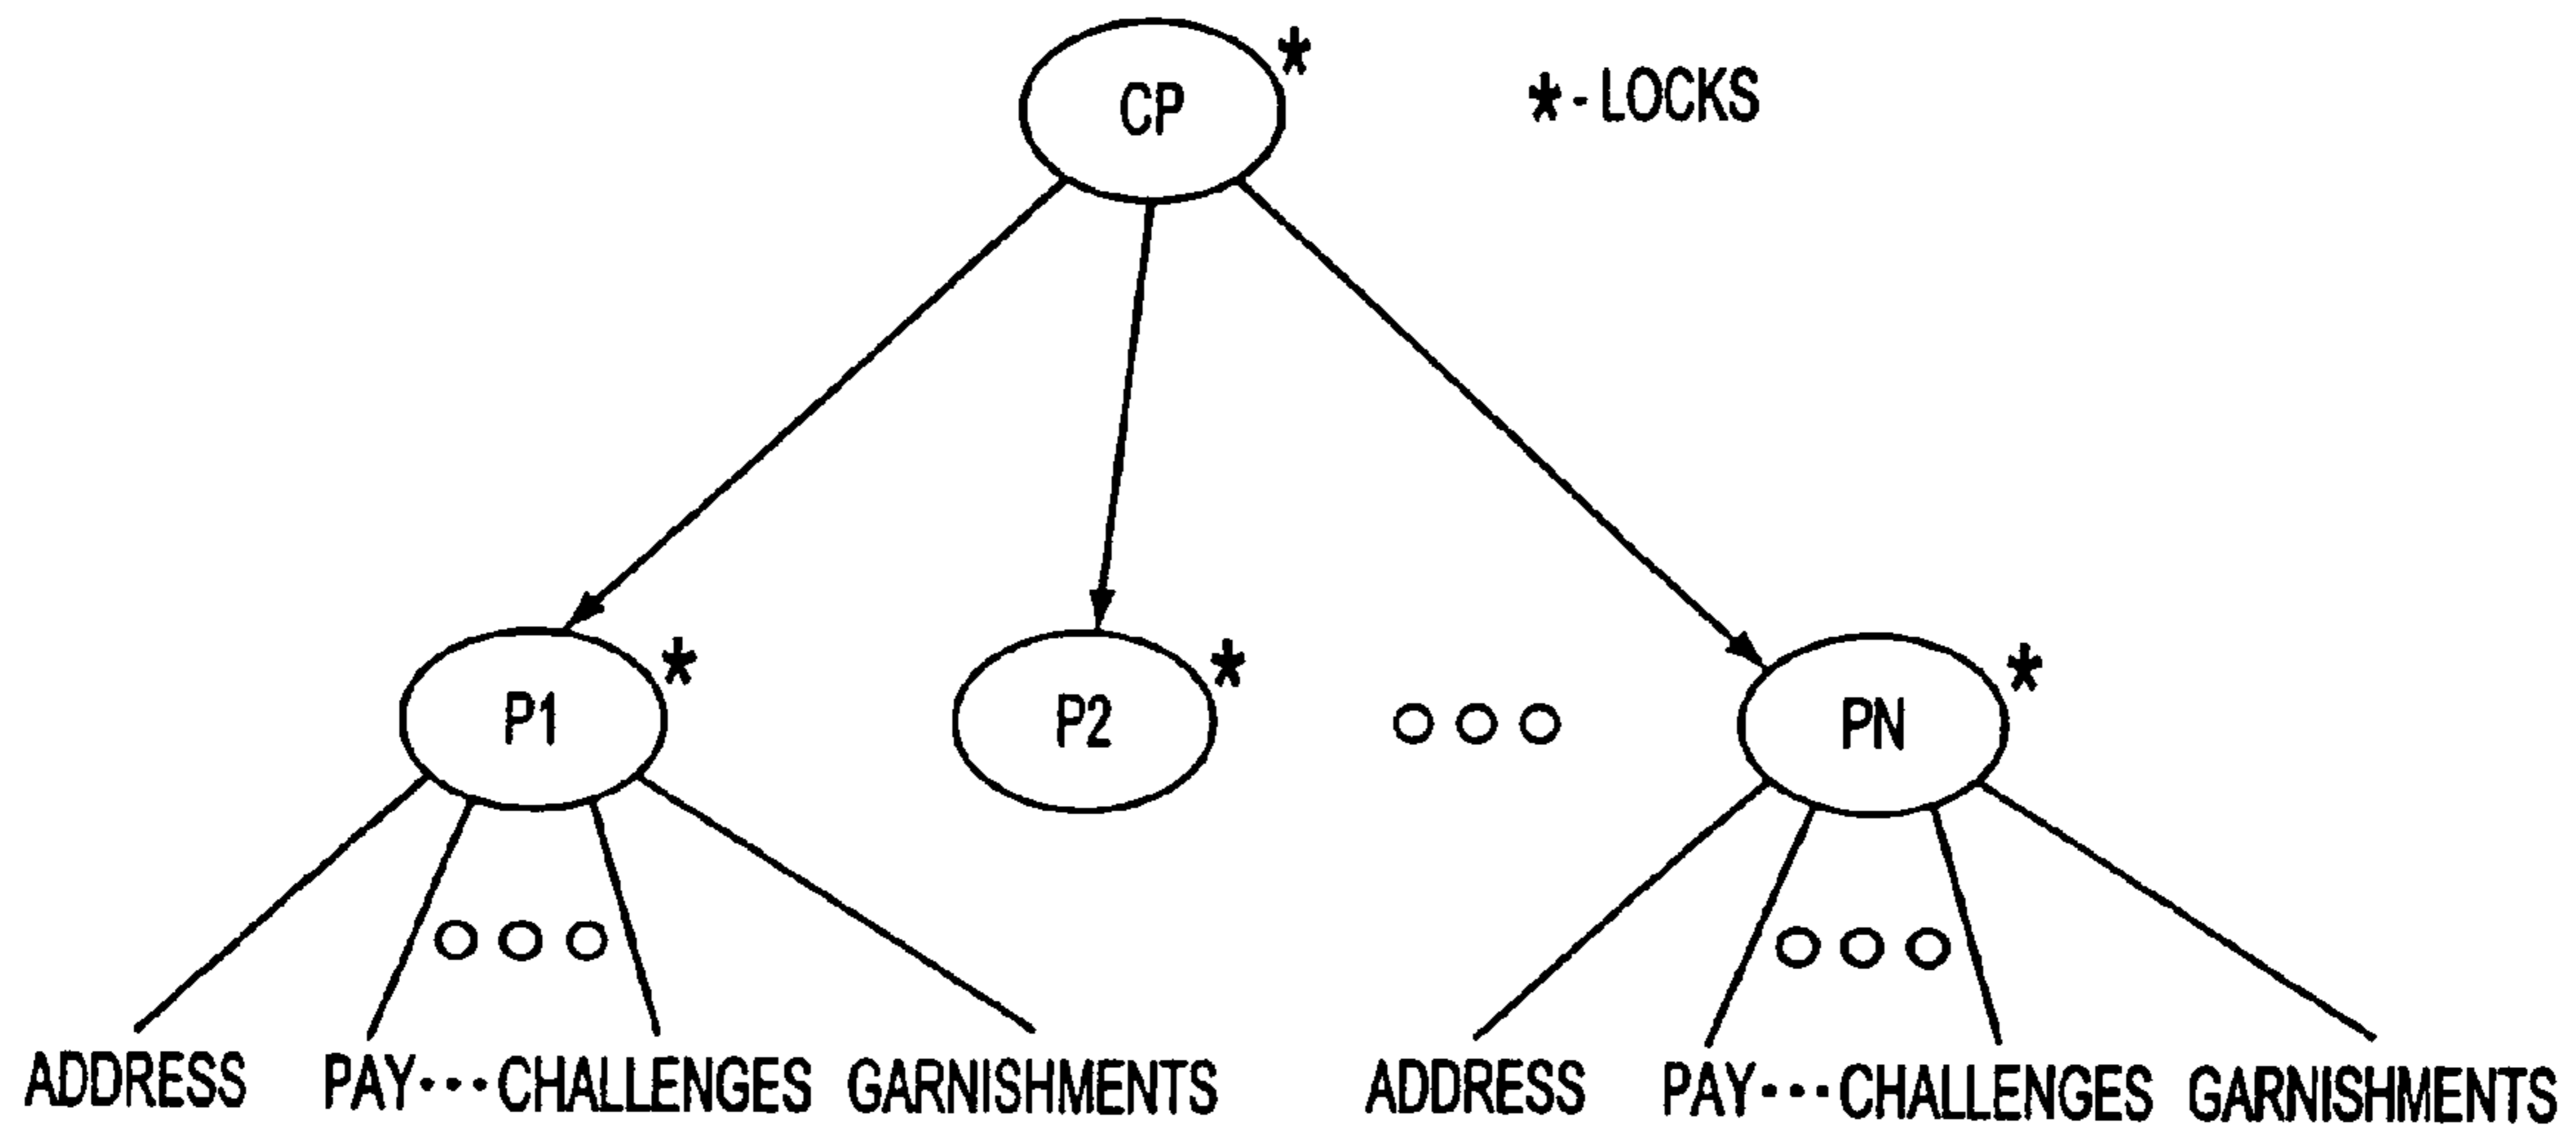 CP* *-LOCKS
P1* P2* PN*
ADDRESS PAY···CHALLENGES GARNISHMENTS ADDRESS PAY···CHALLENGES GARNISHMENTS